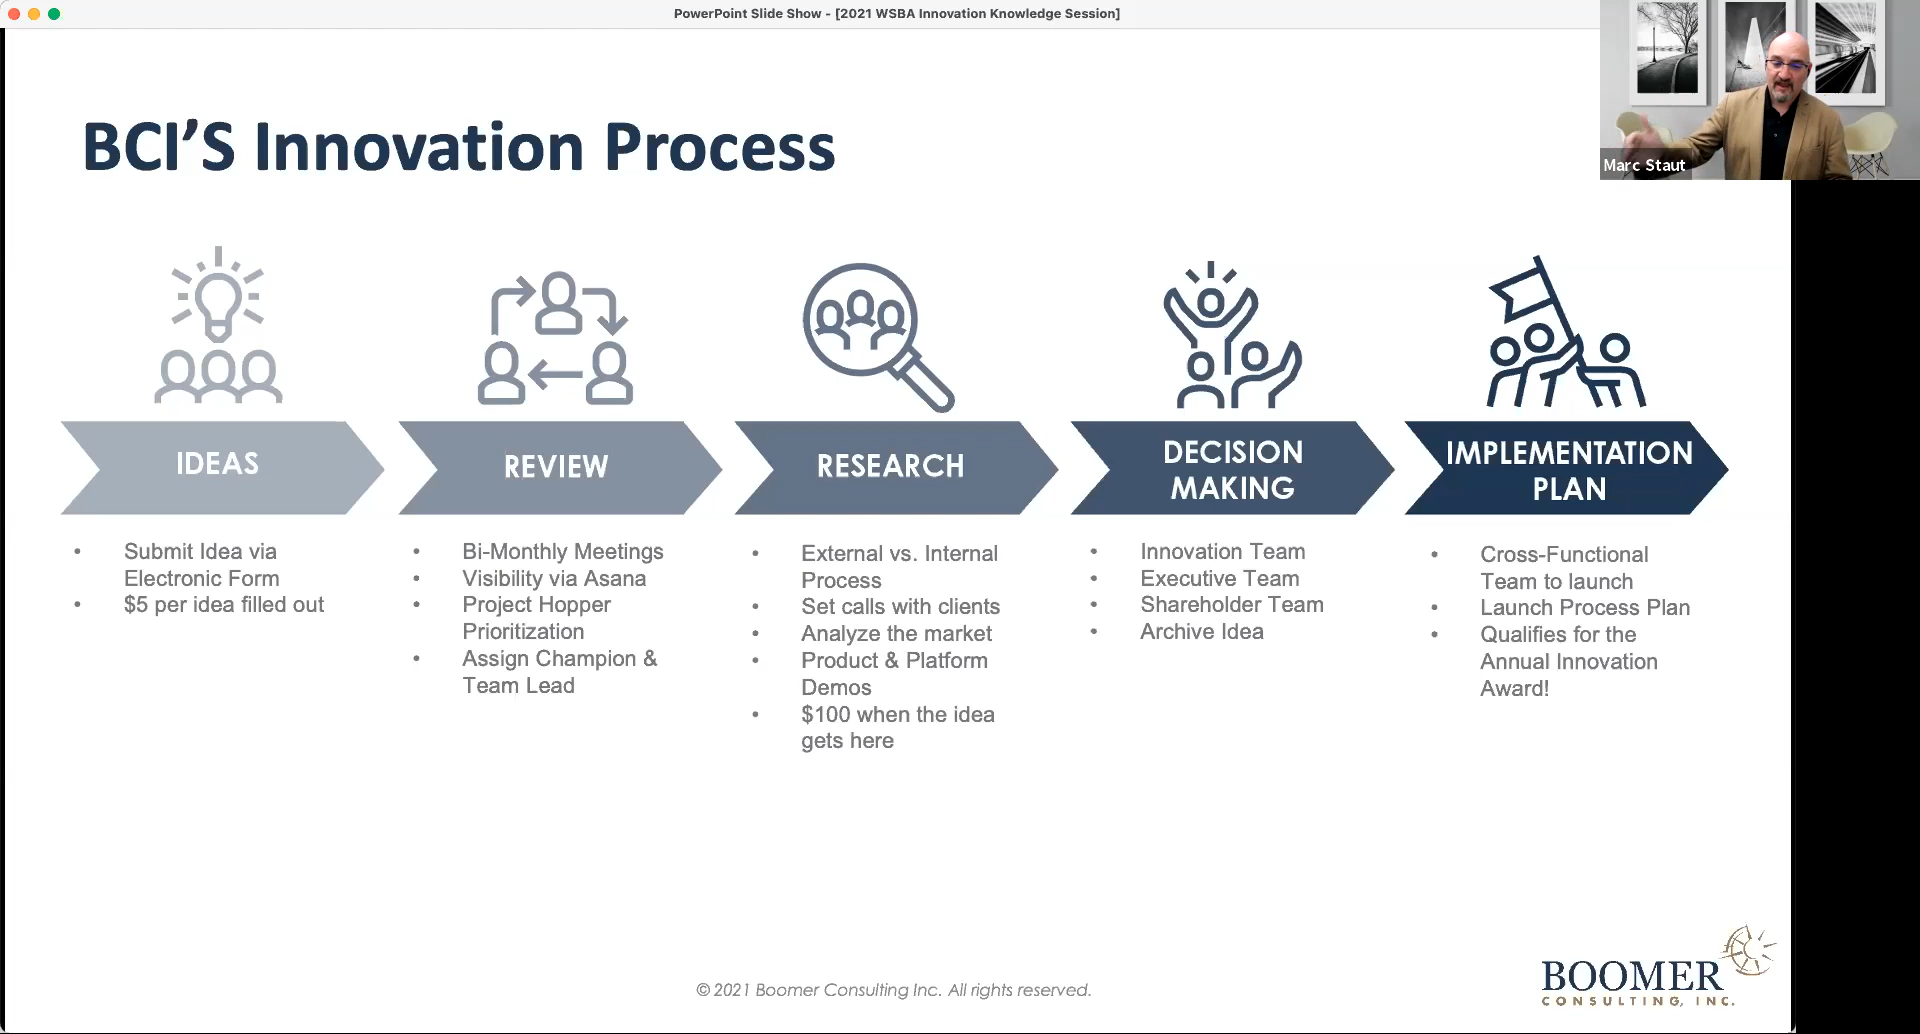 PowerPoint Slide Show - [2021 WSBA Innovation Knowledge Session]
Marc Staut
BCI'S Innovation Process
IDEAS
Submit Idea via
Electronic Form
$5 per idea filled out
REVIEW
Bi-Monthly Meetings
Visibility via Asana
Project Hopper
Prioritization
Assign Champion &
Team Lead
RESEARCH
External vs. Internal
Process
Set calls with clients
Analyze the market
Product & Platform
Demos
$100 when the idea
gets here
DECISION
MAKING
Innovation Team
Executive Team
Shareholder Team
Archive Idea
IMPLEMENTATION
PLAN
Cross-Functional
Team to launch
Launch Process Plan
Qualifies for the
Annual Innovation
Award!
© 2021 Boomer Consulting Inc. All rights reserved.
BOOMER
CONSULTING, INC.